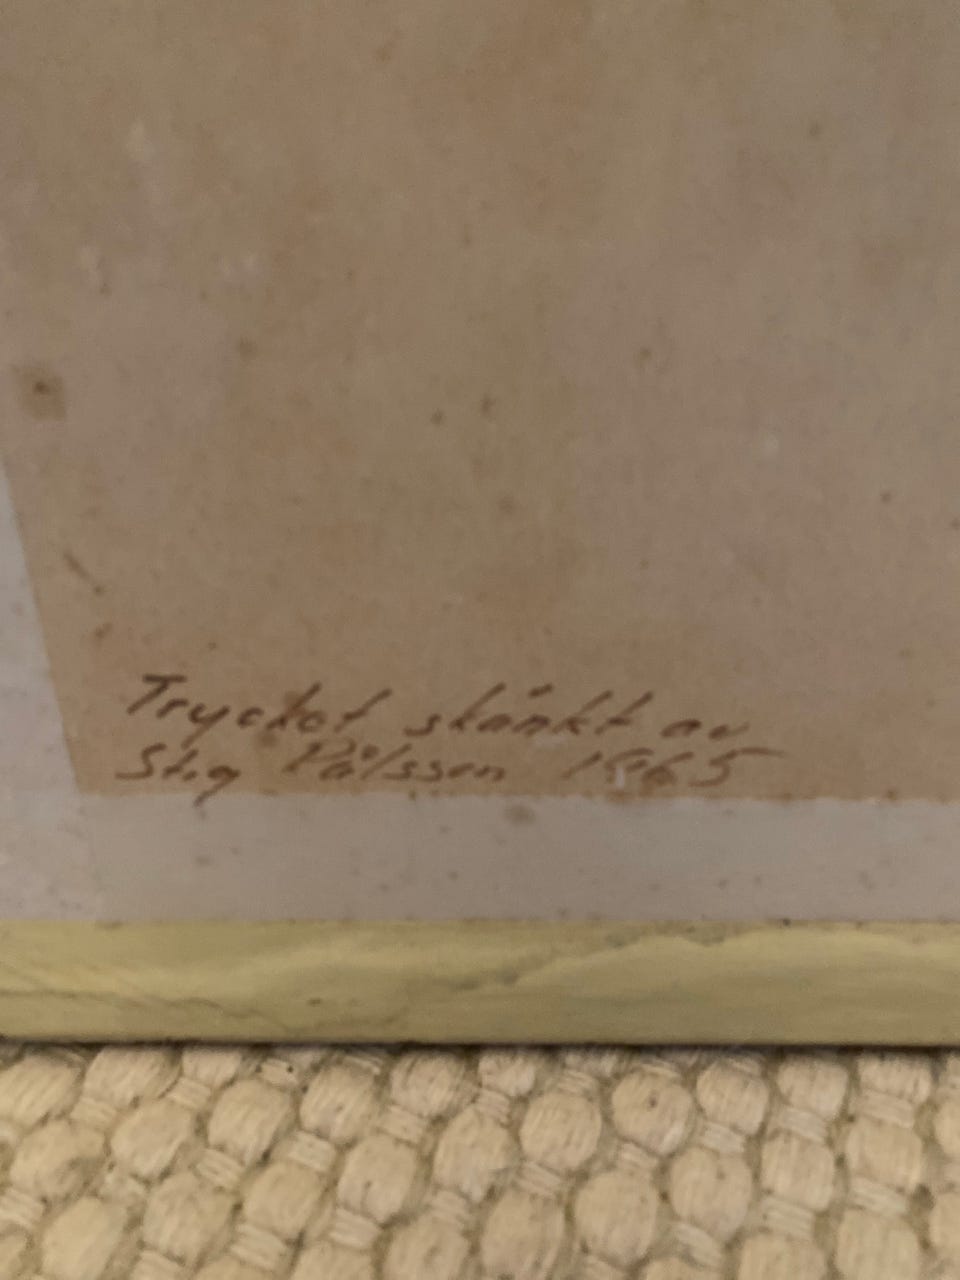 Trycket skänkt av
Stig Pålsson 1965